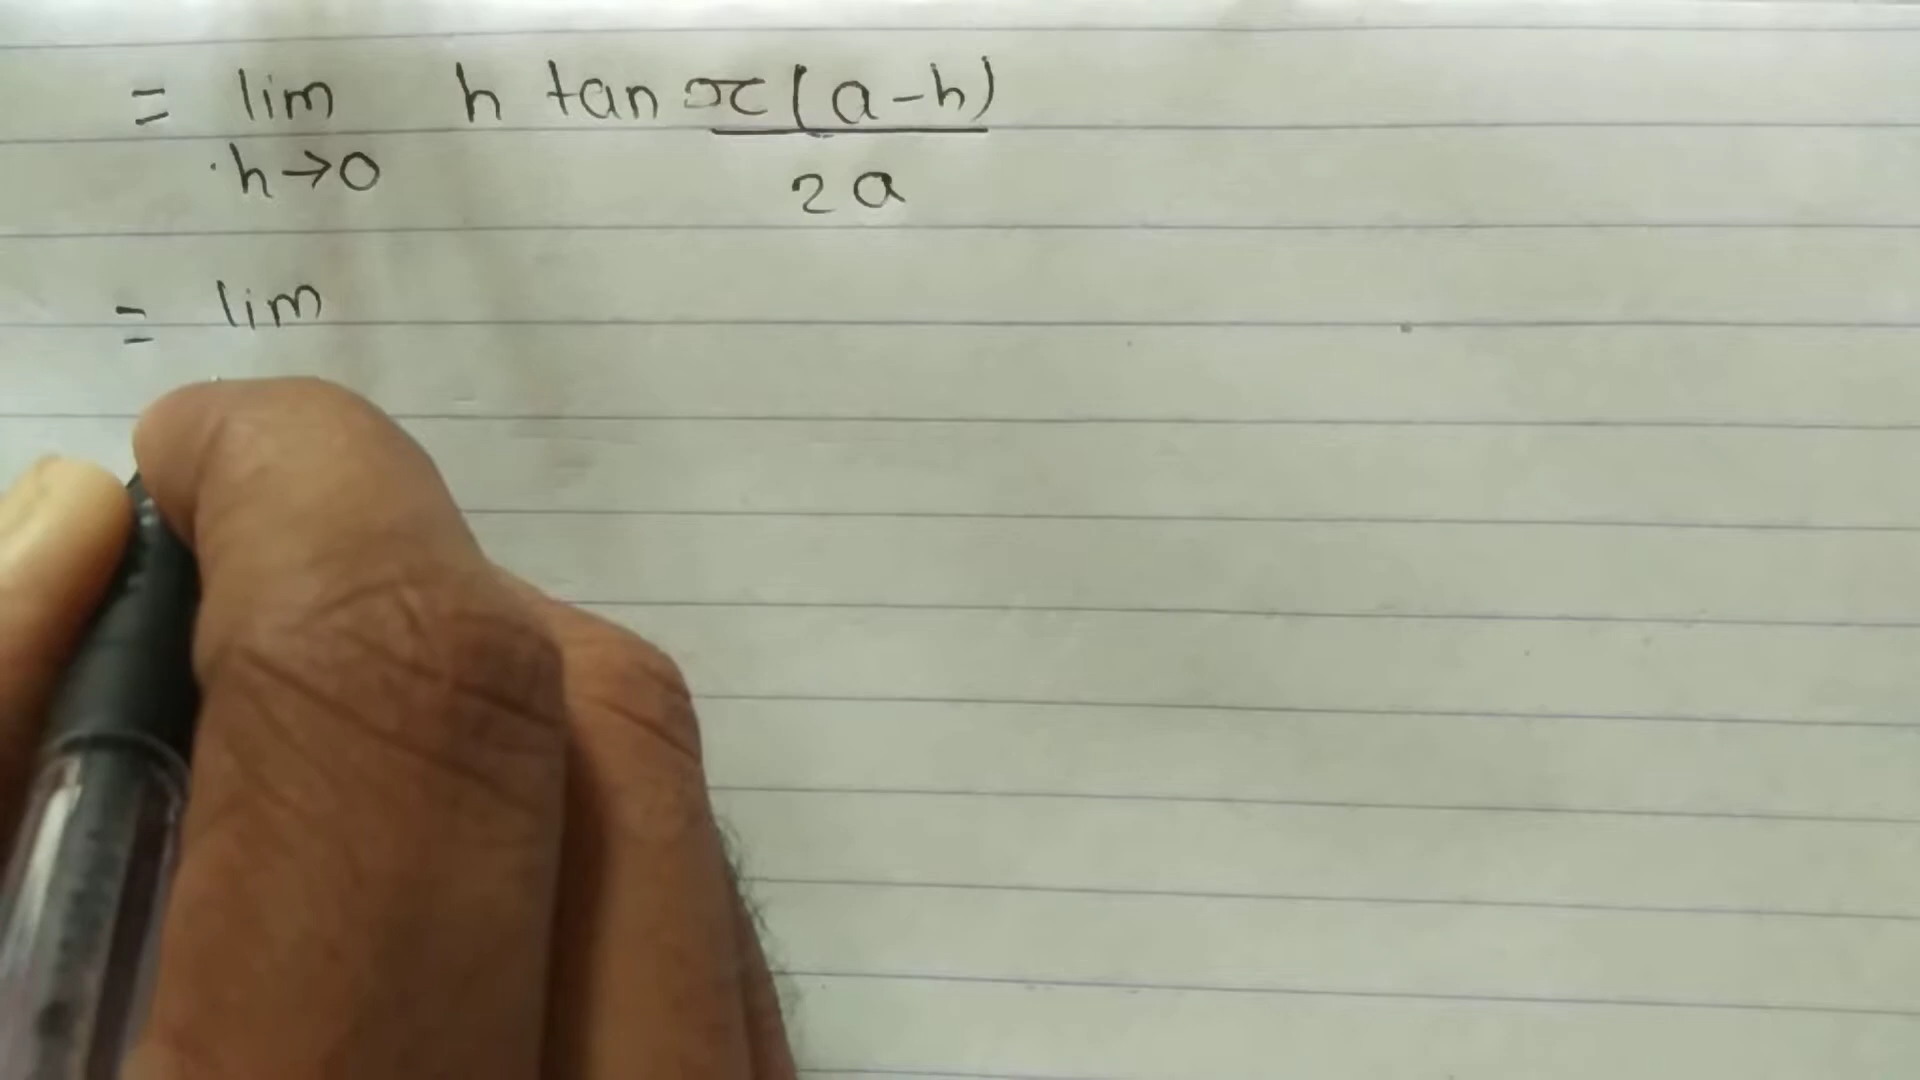 = lim h tan π(a-h)
h→0 2a
= lim